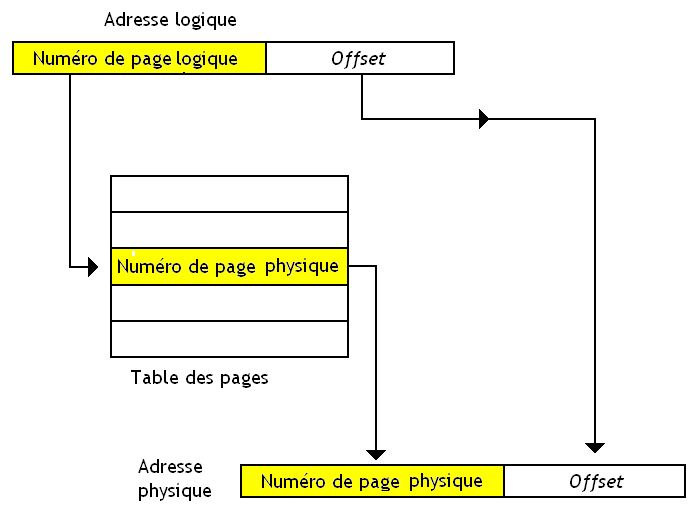 Adresse logique
Numéro de page logique
Offset
Numéro de page physique
Table des pages
Adresse
physique
Numéro de page physique
Offset